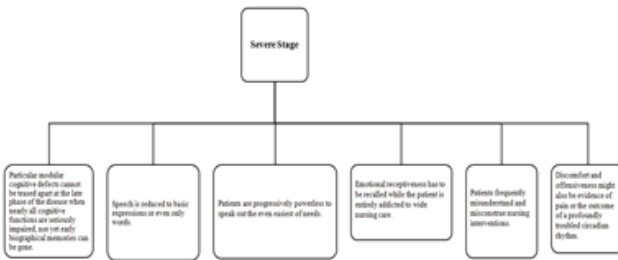 Severe Stage
Particular modular
cognitive defects cannot
be teased apart at the late
phase of the disease when
nearly all cognitive
functions are seriously
impaired, nor yet early
biographical memories can
be gone.
Speech is reduced to basic
expressions or even only
words.
Patients are progressively powerless to
speak out the even easiest of needs.
Emotional receptiveness has to
be recalled while the patient is
entirely addicted to wide
nursing care.
Patients frequently
misunderstand and
misconstrue nursing
interventions.
Discomfort and
offensiveness might
also be evidence of
pain or the outcome
of a profoundly
troubled circadian
rhythm.